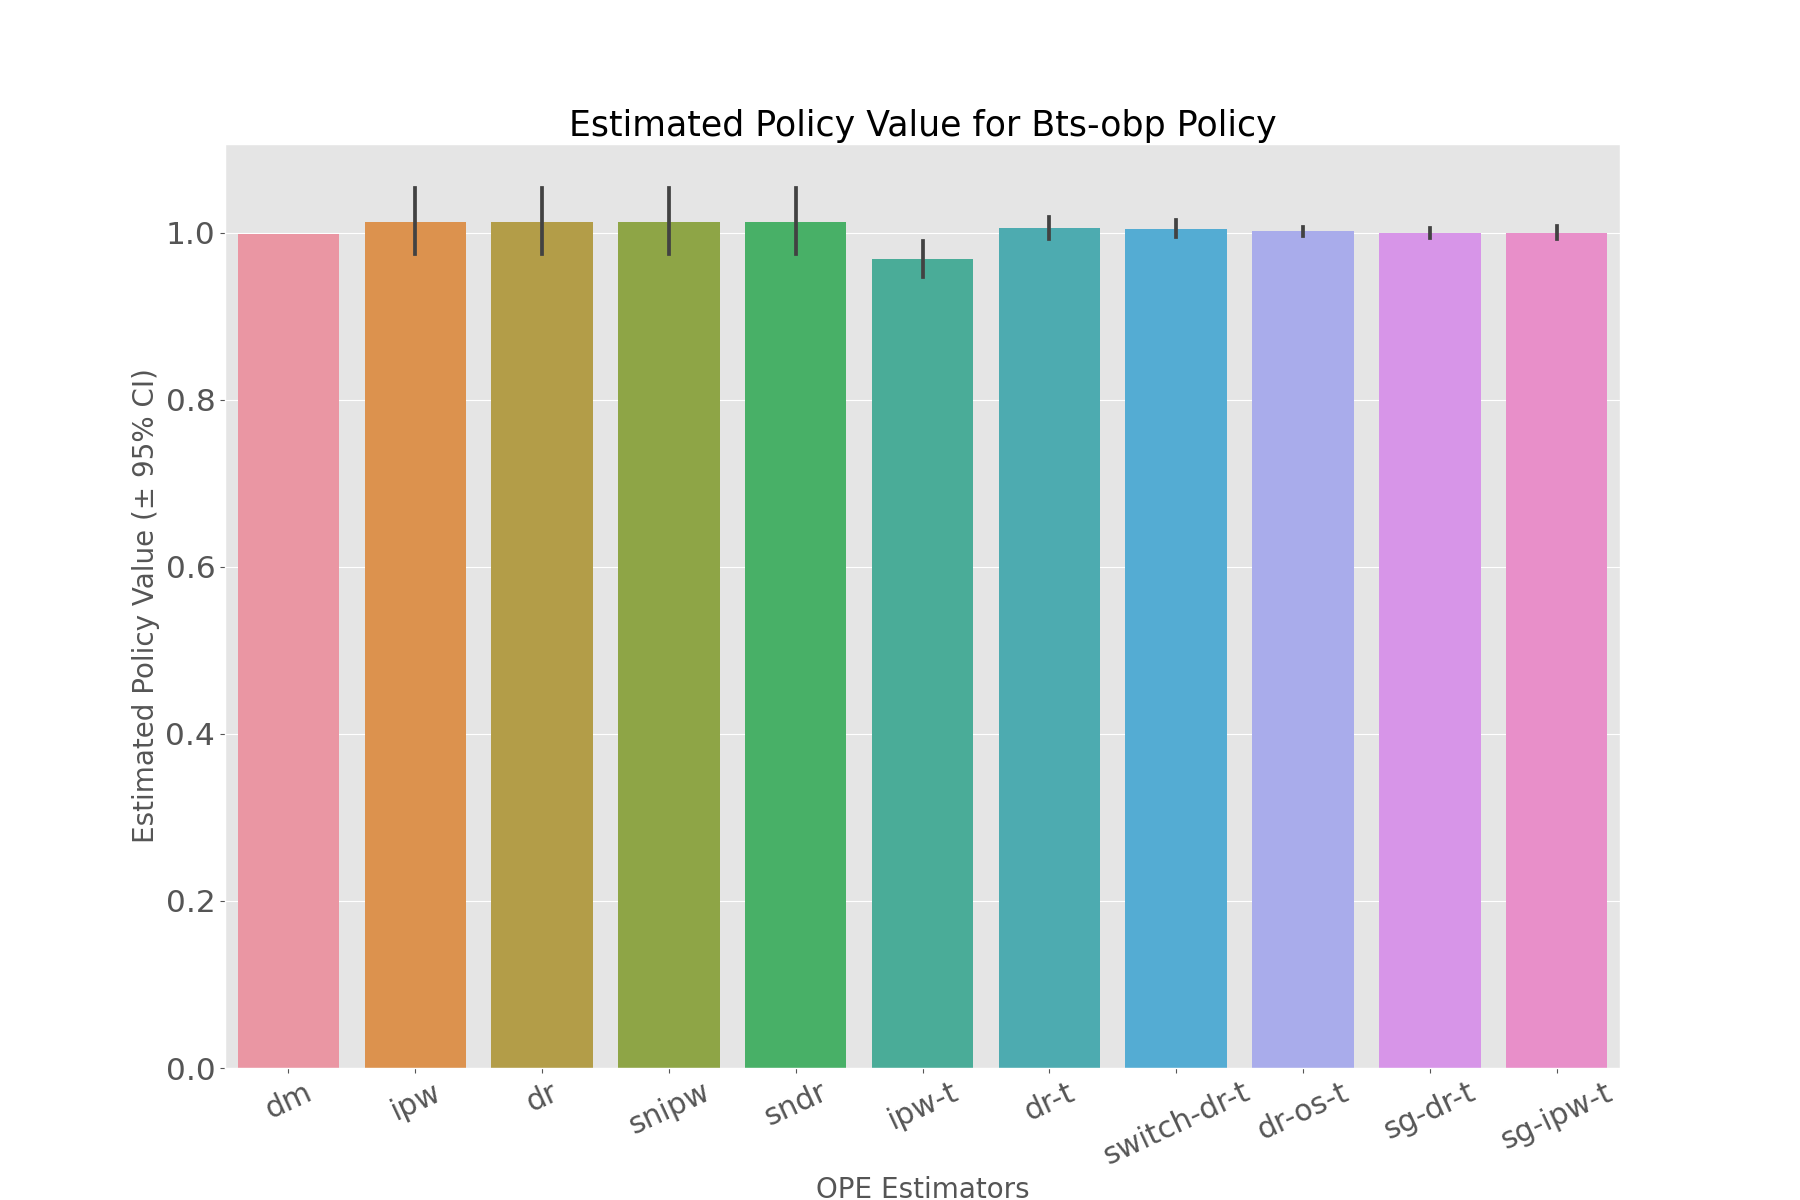 Estimated Policy Value for Bts-obp Policy
Estimated Policy Value (± 95% CI)
1.0
0.8
0.6
0.4
0.2
0.0
dm ipw dr snipw sndr ipw-t dr-t switch-dr-t dr-os-t sg-dr-t sg-ipw-t
OPE Estimators